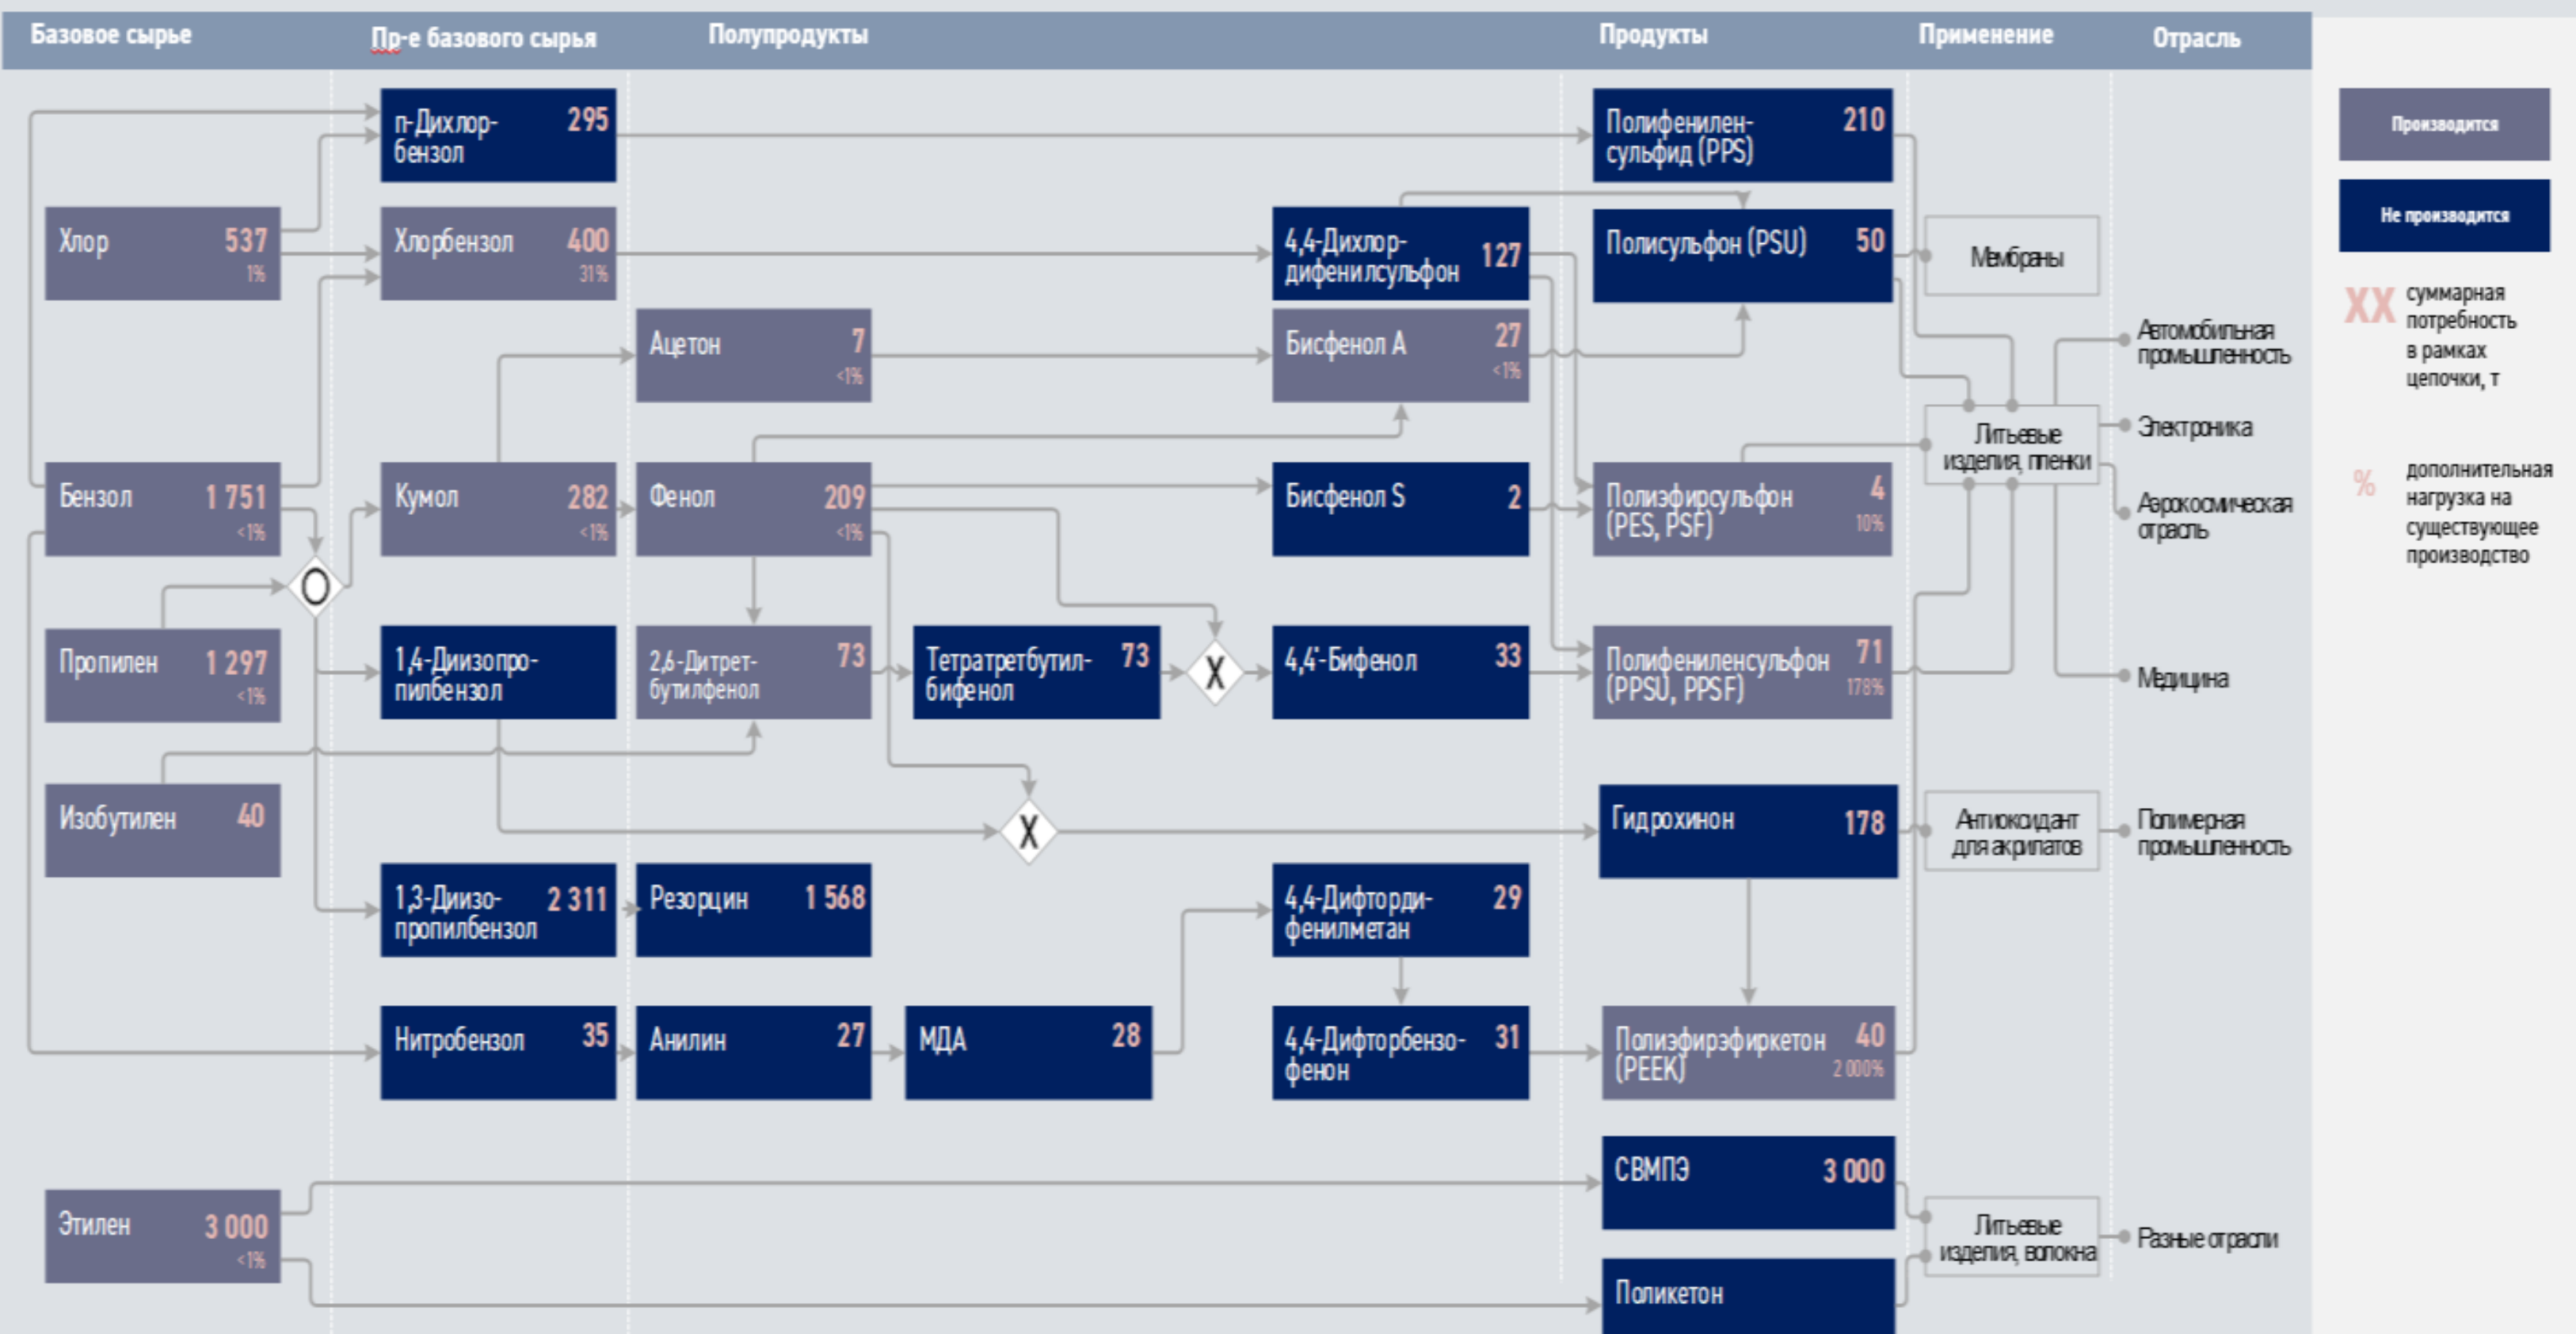 Базовое сырье
Пр-е базового сырья
Полупродукты
Продукты
Применение
Отрасль
п-Дихлор-
бензол
295
Полифенилен-
сульфид (PPS)
210
Производится
Не производится
Хлор
537
1%
Хлорбензол
400
31%
4,4-Дихлор-
дифенилсульфон
127
Полисульфон (PSU)
50
Мембраны
XX
суммарная
потребность
в рамках
цепочки, т
Ацетон
7
<1%
Бисфенол А
27
<1%
Автомобильная
промышленность
Литьевые
изделия, пленки
Электроника
Аэрокосмическая
отрасль
%
дополнительная
нагрузка на
существующее
производство
Бензол
1 751
<1%
Кумол
282
<1%
Фенол
209
<1%
Бисфенол S
2
Полиэфирсульфон
(PES, PSF)
4
10%
O
Пропилен
1 297
<1%
1,4-Диизопро-
пилбензол
2,6-Дитрет-
бутилфенол
73
Тетратретбутил-
бифенол
73
X
4,4'-Бифенол
33
Полифениленсульфон
(PPSU, PPSF)
71
178%
Медицина
Изобутилен
40
X
Гидрохинон
178
Антиоксидант
для акрилатов
Полимерная
промышленность
1,3-Диизо-
пропилбензол
2 311
Резорцин
1 568
4,4-Дифторди-
фенилметан
29
Нитробензол
35
Анилин
27
МДА
28
4,4-Дифторбензо-
фенон
31
Полиэфирэфиркетон
(PEEK)
40
2 000%
Этилен
3 000
<1%
СВМПЭ
3 000
Литьевые
изделия, волокна
Разные отрасли
Поликетон